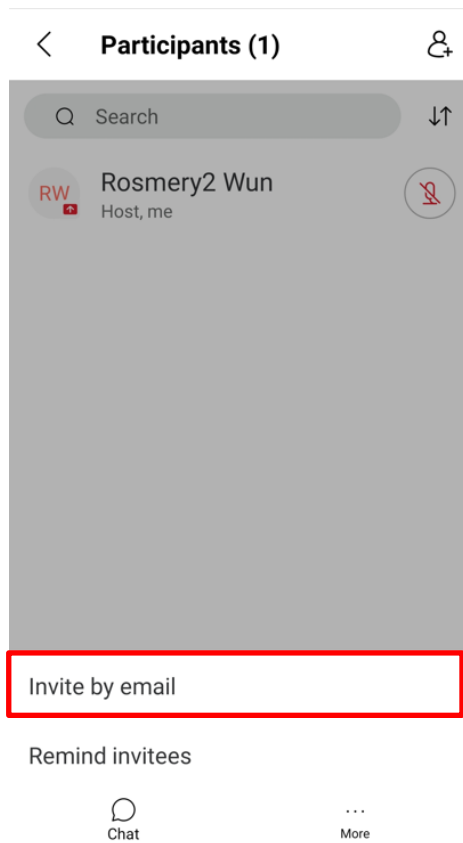 Participants (1)
Search
RW
Rosmery2 Wun
Host, me
Invite by email
Remind invitees
Chat
More